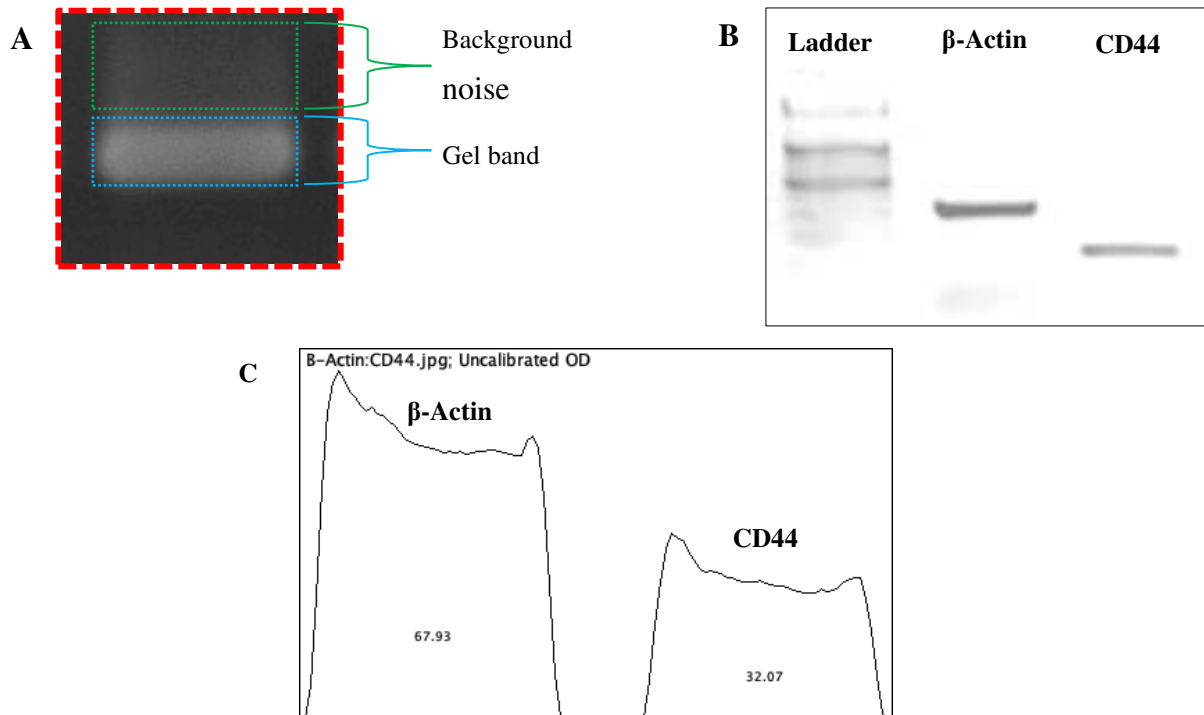 A
Background
noise
Gel band
B
Ladder
β-Actin
CD44
C
B-Actin:CD44.jpg; Uncalibrated OD
β-Actin
CD44
67.93
32.07